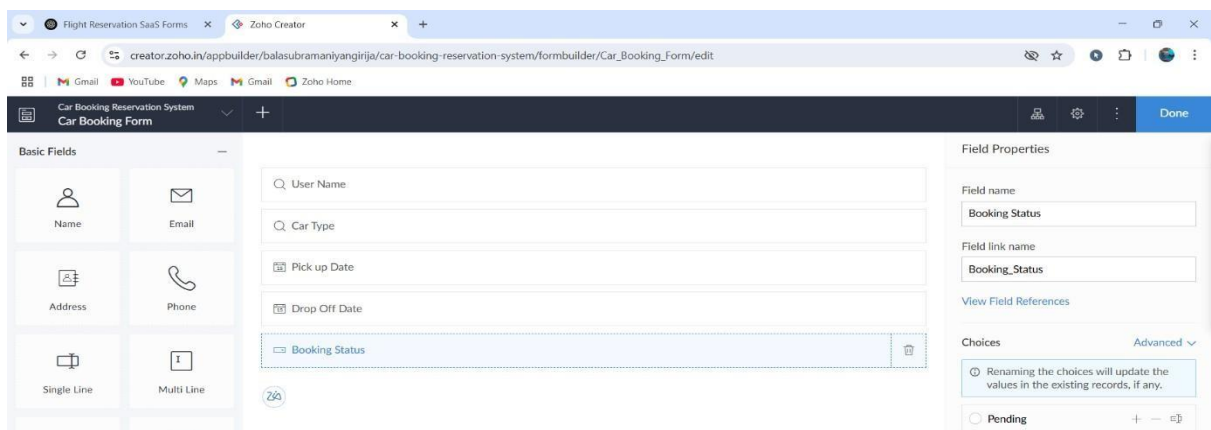 Flight Reservation SaaS Forms
Zoho Creator
creator.zoho.in/appbuilder/balasubramaniyangirija/car-booking-reservation-system/formbuilder/Car_Booking_Form/edit
Gmail YouTube Maps Gmail Zoho Home
Car Booking Reservation System
Car Booking Form
Done
Basic Fields
Name Email
Address Phone
Single Line Multi Line
User Name
Car Type
Pick up Date
Drop Off Date
Booking Status
Zia
Field Properties
Field name
Booking Status
Field link name
Booking_Status
View Field References
Choices Advanced
Renaming the choices will update the
values in the existing records, if any.
Pending